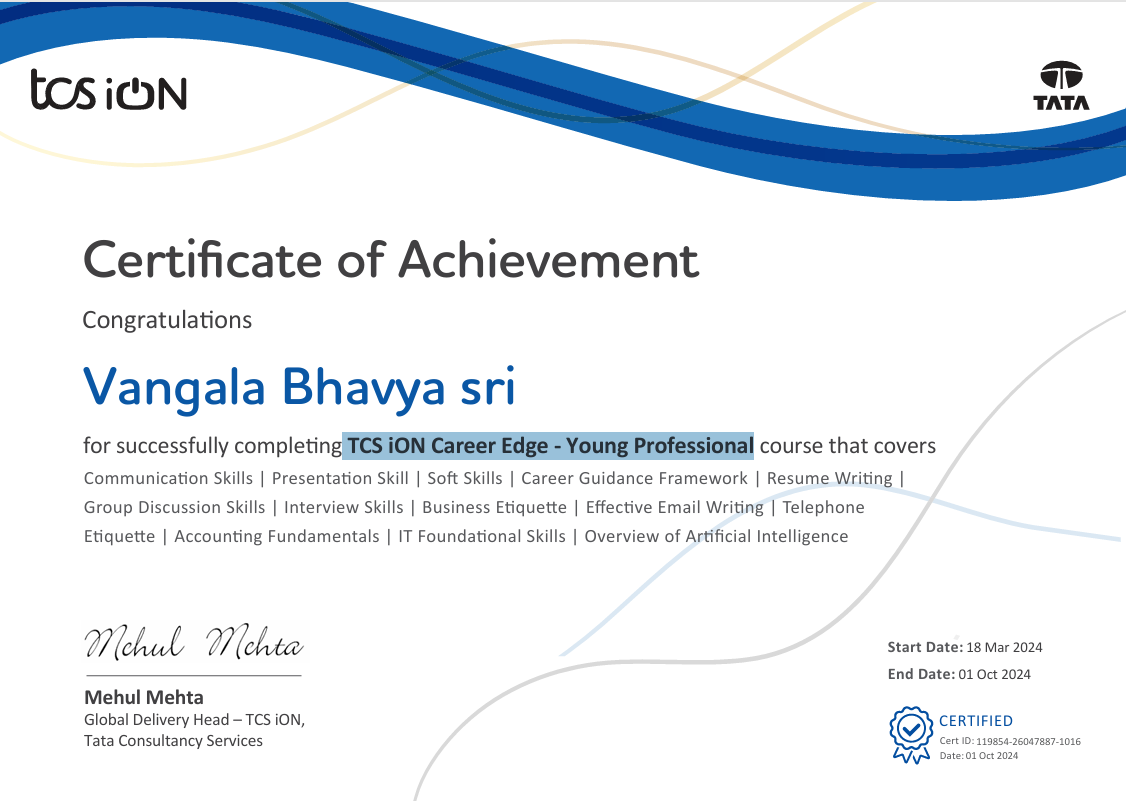 tcs iON
TATA
Certificate of Achievement
Congratulations
Vangala Bhavya sri
for successfully completing TCS iON Career Edge - Young Professional course that covers
Communication Skills | Presentation Skill | Soft Skills | Career Guidance Framework | Resume Writing |
Group Discussion Skills | Interview Skills | Business Etiquette | Effective Email Writing | Telephone
Etiquette | Accounting Fundamentals | IT Foundational Skills | Overview of Artificial Intelligence
Mehul Mehta
Mehul Mehta
Global Delivery Head – TCS iON,
Tata Consultancy Services
Start Date: 18 Mar 2024
End Date: 01 Oct 2024
CERTIFIED
Cert ID: 119854-26047887-1016
Date: 01 Oct 2024